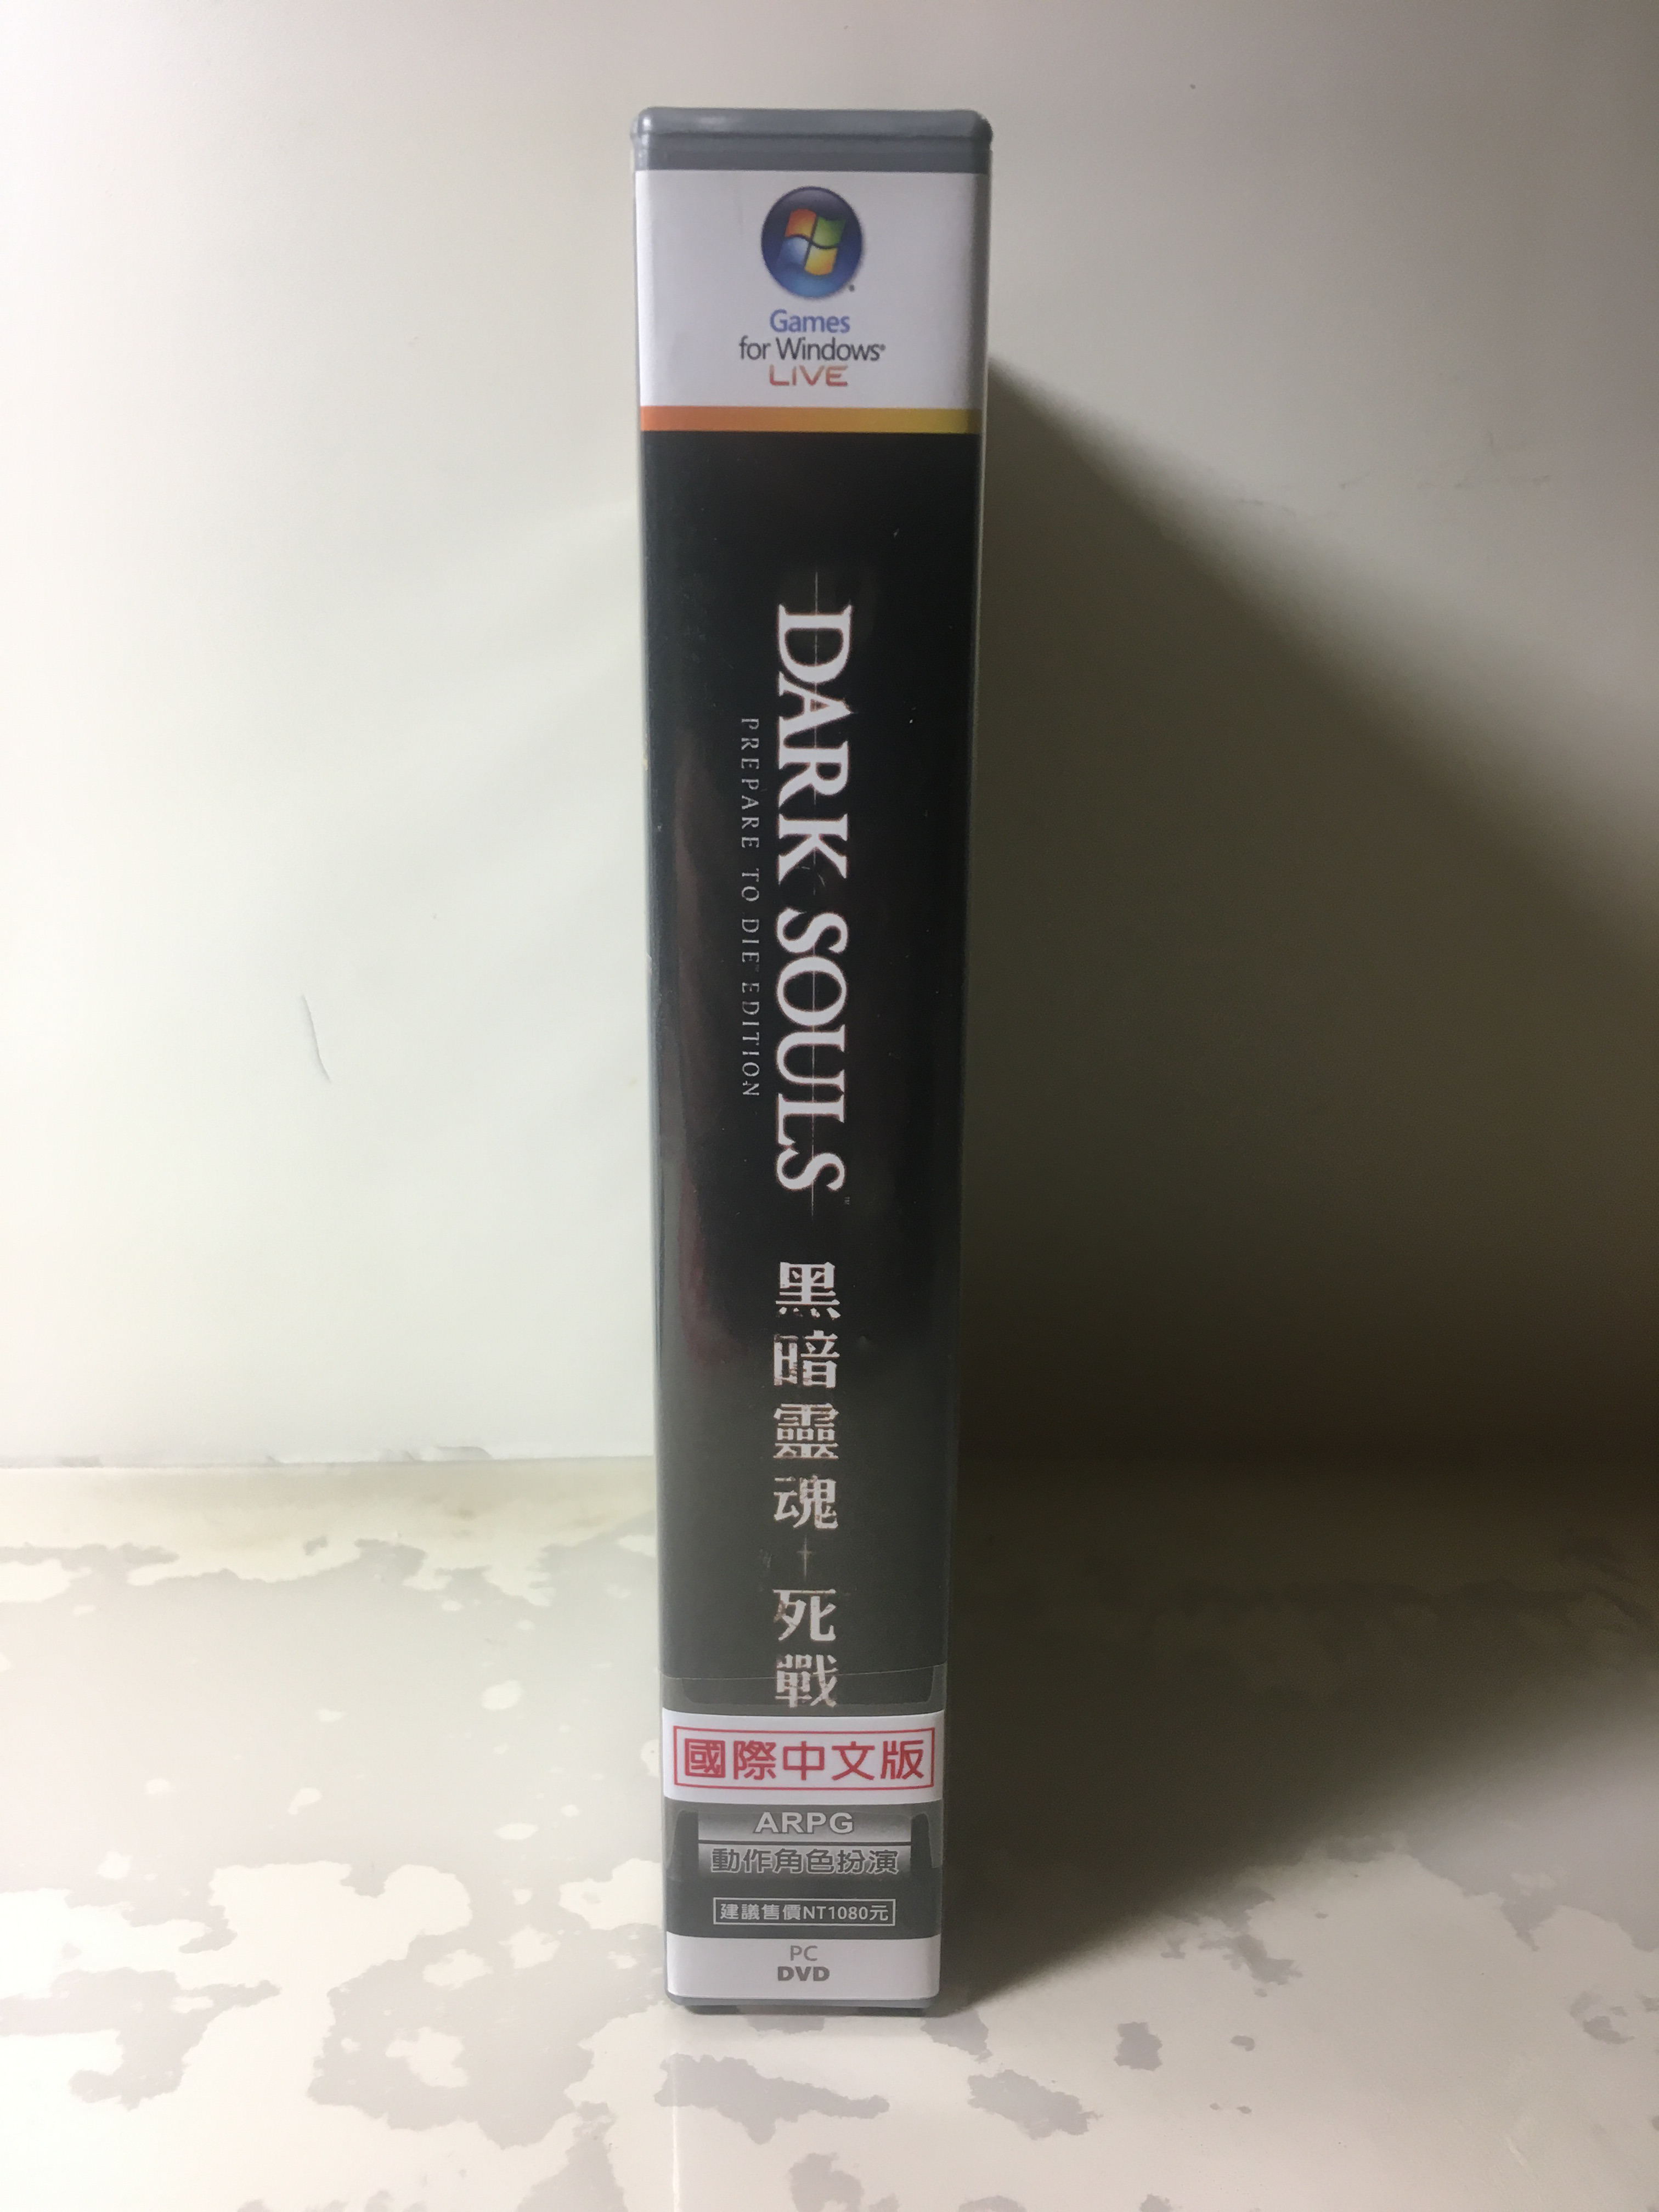 Games
for Windows®
LIVE
DARK SOULS™
PREPARE TO DIE™ EDITION
黑暗靈魂†死戰
國際中文版
ARPG
動作角色扮演
建議售價NT1080元
PC
DVD